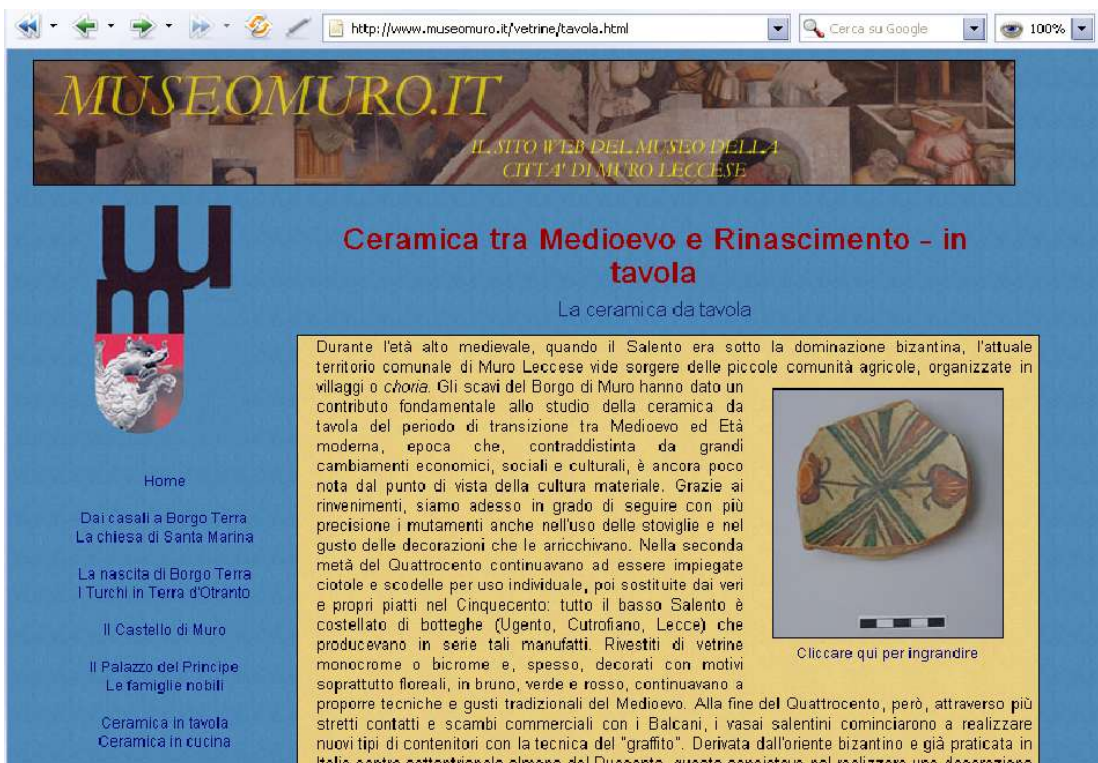 http://www.museomuro.it/vetrine/tavola.html
Cerca su Google
100%
MUSEOMURO.IT
IL SITO WEB DEL MUSEO DELLA
CITTA' DI MURO LECCESE
Ceramica tra Medioevo e Rinascimento - in
tavola
La ceramica da tavola
Home
Dai casali a Borgo Terra
La chiesa di Santa Marina
La nascita di Borgo Terra
I Turchi in Terra d'Otranto
Il Castello di Muro
Il Palazzo del Principe
Le famiglie nobili
Ceramica in tavola
Ceramica in cucina
Durante l'età alto medievale, quando il Salento era sotto la dominazione bizantina, l'attuale
territorio comunale di Muro Leccese vide sorgere delle piccole comunità agricole, organizzate in
villaggi o choria. Gli scavi del Borgo di Muro hanno dato un
contributo fondamentale allo studio della ceramica da
tavola del periodo di transizione tra Medioevo ed Età
moderna, epoca che, contraddistinta da grandi
cambiamenti economici, sociali e culturali, è ancora poco
nota dal punto di vista della cultura materiale. Grazie ai
rinvenimenti, siamo adesso in grado di seguire con più
precisione i mutamenti anche nell'uso delle stoviglie e nel
gusto delle decorazioni che le arricchivano. Nella seconda
metà del Quattrocento continuavano ad essere impiegate
ciotole e scodelle per uso individuale, poi sostituite dai veri
e propri piatti nel Cinquecento: tutto il basso Salento è
costellato di botteghe (Ugento, Cutrofiano, Lecce) che
producevano in serie tali manufatti. Rivestiti di vetrine
monocrome o bicrome e, spesso, decorati con motivi
soprattutto floreali, in bruno, verde e rosso, continuavano a
proporre tecniche e gusti tradizionali del Medioevo. Alla fine del Quattrocento, però, attraverso più
stretti contatti e scambi commerciali con i Balcani, i vasai salentini cominciarono a realizzare
nuovi tipi di contenitori con la tecnica del "graffito". Derivata dall'oriente bizantino e già praticata in
Cliccare qui per ingrandire